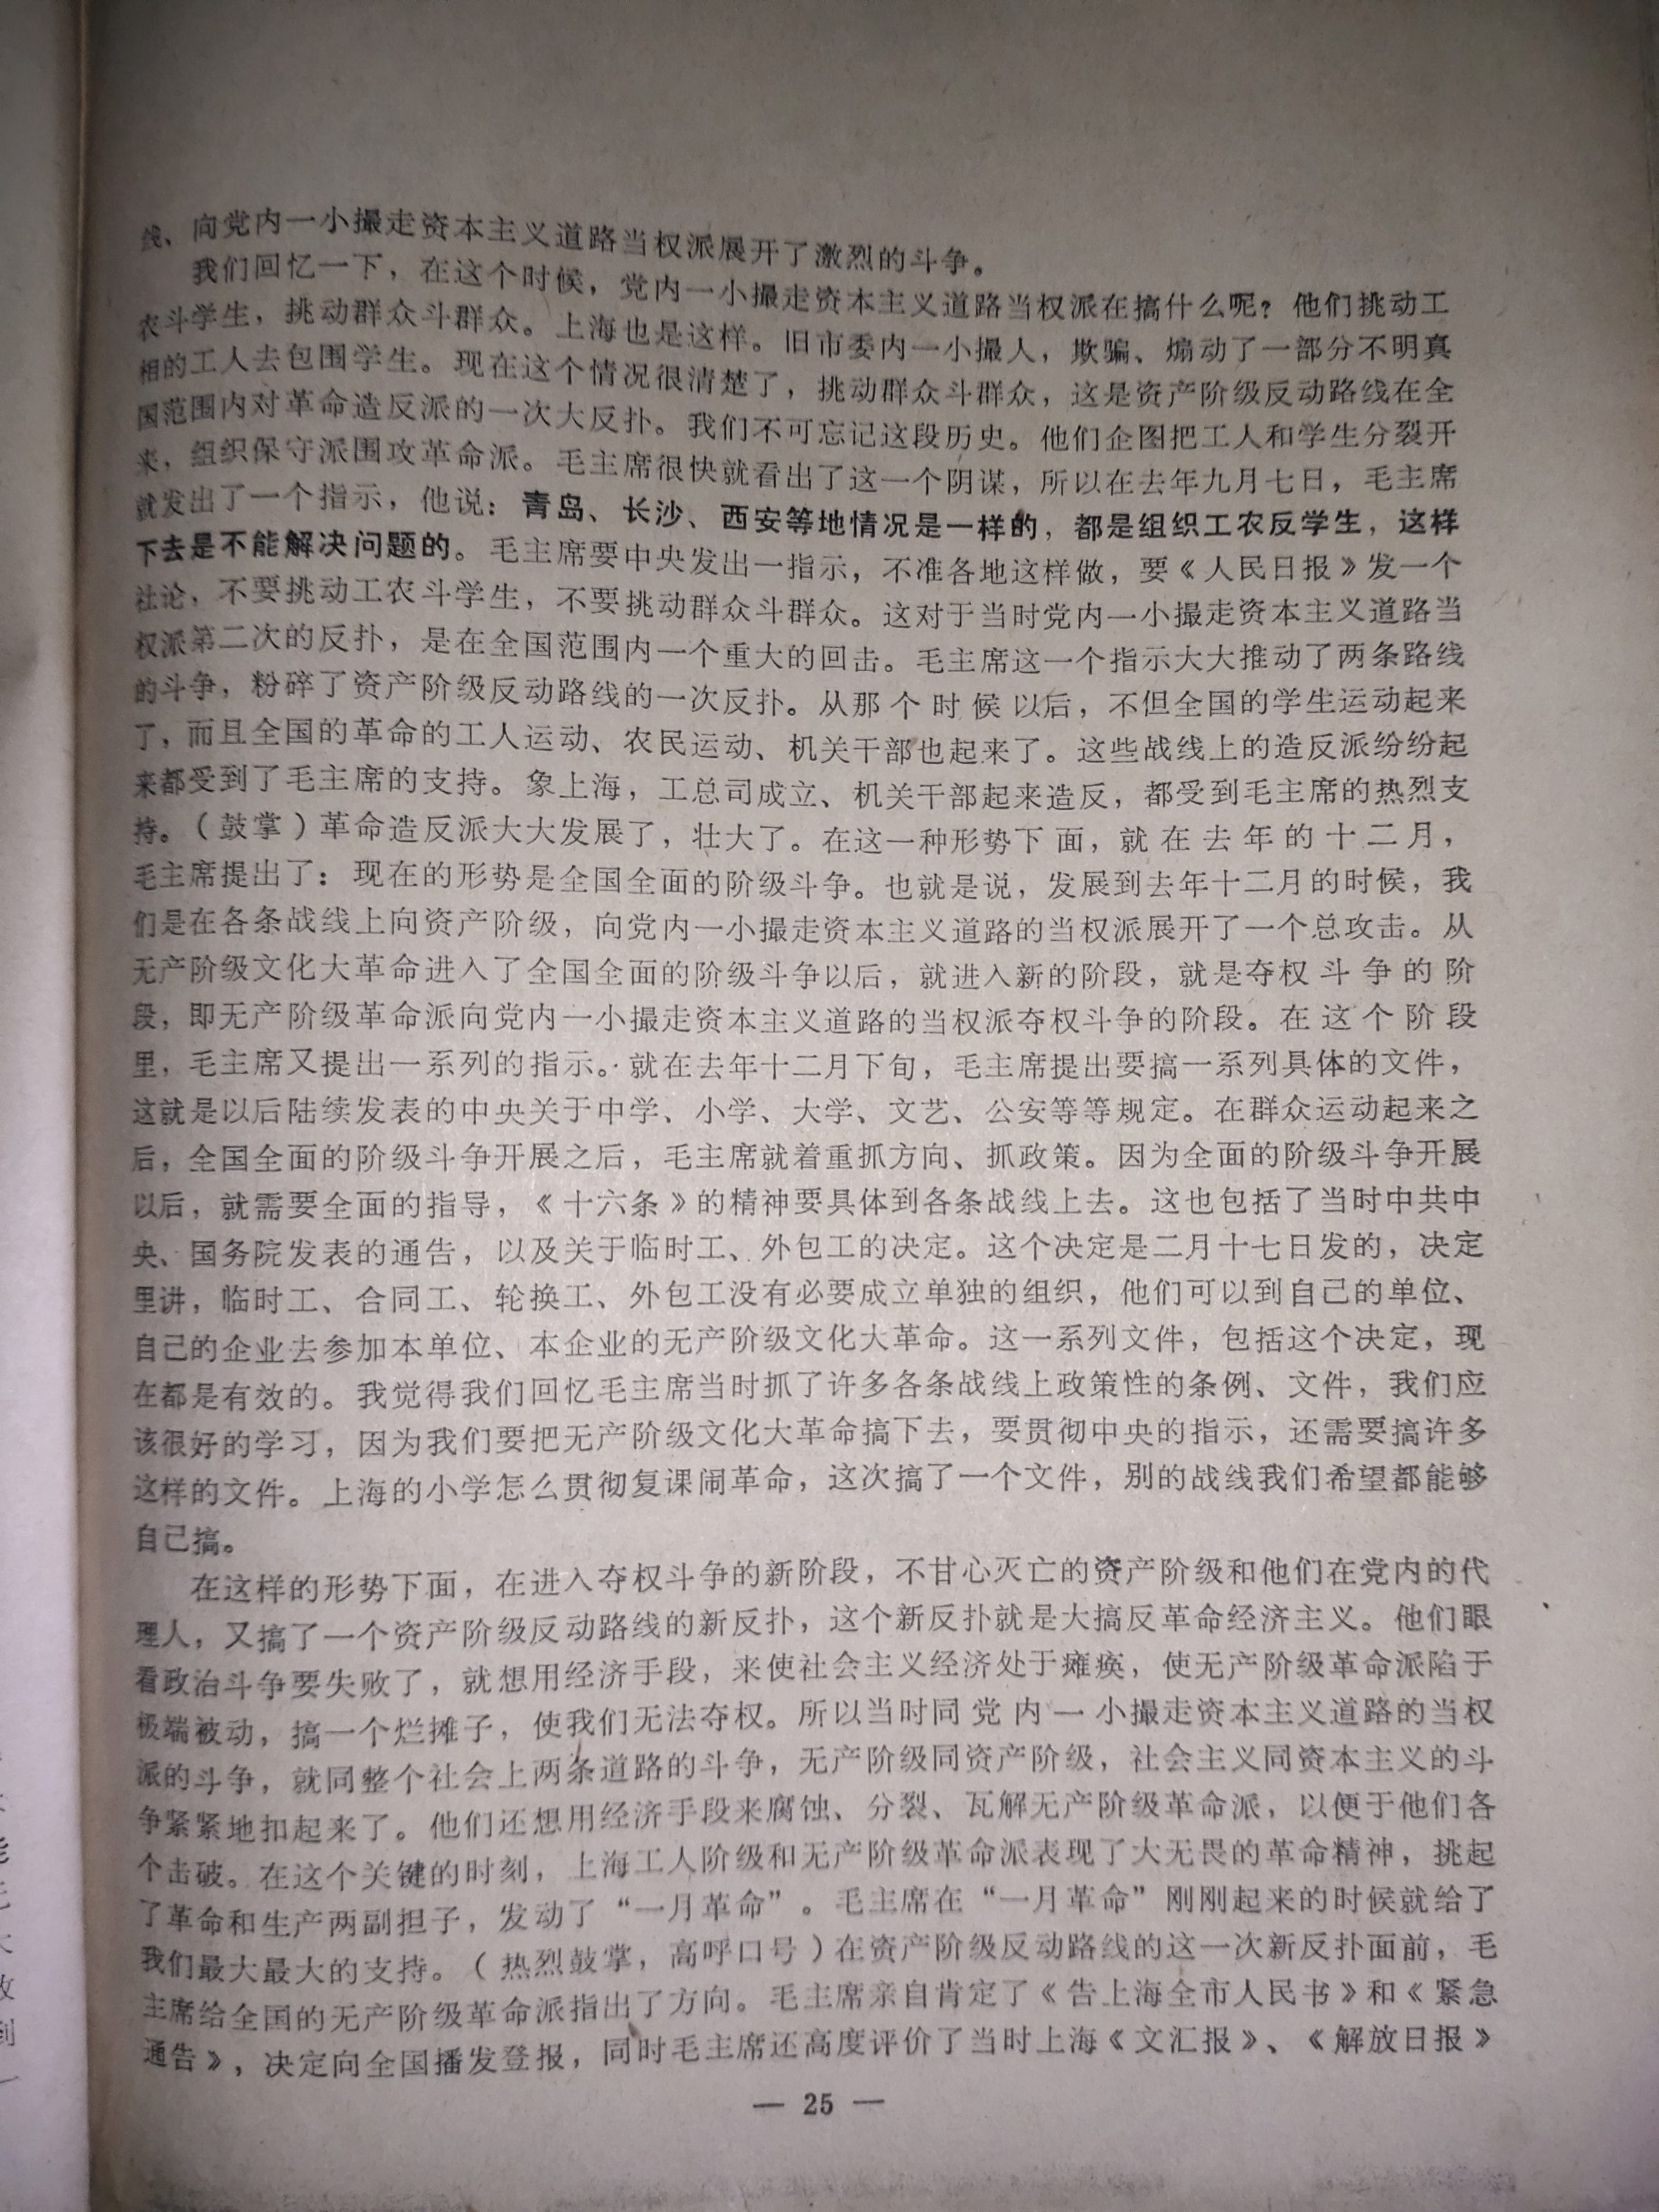 线、向党内一小撮走资本主义道路当权派展开了激烈的斗争。
我们回忆一下，在这个时候，党内一小撮走资本主义道路当权派在搞什么呢？他们挑动工
农斗学生，挑动群众斗群众。上海也是这样。旧市委内一小撮人，欺骗、煽动了一部分不明真
相的工人去包围学生。现在这个情况很清楚了，挑动群众斗群众，这是资产阶级反动路线在全
国范围内对革命造反派的一次大反扑。我们不可忘记这段历史。他们企图把工人和学生分裂开
来，组织保守派围攻革命派。毛主席很快就看出了这一个阴谋，所以在去年九月七日，毛主席
就发出了一个指示，他说：青岛、长沙、西安等地情况是一样的，都是组织工农反学生，这样
下去是不能解决问题的。毛主席要中央发出一指示，不准各地这样做，要《人民日报》发一个
社论，不要挑动工农斗学生，不要挑动群众斗群众。这对于当时党内一小撮走资本主义道路当
权派第二次的反扑，是在全国范围内一个重大的回击。毛主席这一个指示大大推动了两条路线
的斗争，粉碎了资产阶级反动路线的一次反扑。从那个时候以后，不但全国的学生运动起来
了，而且全国的革命的工人运动、农民运动、机关干部也起来了。这些战线上的造反派纷纷起
来都受到了毛主席的支持。象上海，工总司成立、机关干部起来造反，都受到毛主席的热烈支
持。（鼓掌）革命造反派大大发展了，壮大了。在这一种形势下面，就在去年的十二月，
毛主席提出了：现在的形势是全国全面的阶级斗争。也就是说，发展到去年十二月的时候，我
们是在各条战线上向资产阶级，向党内一小撮走资本主义道路的当权派展开了一个总攻击。从
无产阶级文化大革命进入了全国全面的阶级斗争以后，就进入新的阶段，就是夺权斗争的阶
段，即无产阶级革命派向党内一小撮走资本主义道路的当权派夺权斗争的阶段。在这个阶段
里，毛主席又提出一系列的指示。就在去年十二月下旬，毛主席提出要搞一系列具体的文件，
这就是以后陆续发表的中央关于中学、小学、大学、文艺、公安等等规定。在群众运动起来之
后，全国全面的阶级斗争开展之后，毛主席就着重抓方向、抓政策。因为全面的阶级斗争开展
以后，就需要全面的指导，《十六条》的精神要具体到各条战线上去。这也包括了当时中共中
央、国务院发表的通告，以及关于临时工、外包工的决定。这个决定是二月十七日发的，决定
里讲，临时工、合同工、轮换工、外包工没有必要成立单独的组织，他们可以到自己的单位、
自己的企业去参加本单位、本企业的无产阶级文化大革命。这一系列文件，包括这个决定，现
在都是有效的。我觉得我们回忆毛主席当时抓了许多各条战线上政策性的条例、文件，我们应
该很好的学习，因为我们要把无产阶级文化大革命搞下去，要贯彻中央的指示，还需要搞许多
这样的文件。上海的小学怎么贯彻复课闹革命，这次搞了一个文件，别的战线我们希望都能够
自己搞。
在这样的形势下面，在进入夺权斗争的新阶段，不甘心灭亡的资产阶级和他们在党内的代
理人，又搞了一个资产阶级反动路线的新反扑，这个新反扑就是大搞反革命经济主义。他们眼
看政治斗争要失败了，就想用经济手段，来使社会主义经济处于瘫痪，使无产阶级革命派陷于
极端被动，搞一个烂摊子，使我们无法夺权。所以当时同党内一小撮走资本主义道路的当权
派的斗争，就同整个社会上两条道路的斗争，无产阶级同资产阶级，社会主义同资本主义的斗
争紧紧地扣起来了。他们还想用经济手段来腐蚀、分裂、瓦解无产阶级革命派，以便于他们各
个击破。在这个关键的时刻，上海工人阶级和无产阶级革命派表现了大无畏的革命精神，挑起
了革命和生产两副担子，发动了“一月革命”。毛主席在“一月革命”刚刚起来的时候就给了
我们最大最大的支持。（热烈鼓掌，高呼口号）在资产阶级反动路线的这一次新反扑面前，毛
主席给全国的无产阶级革命派指出了方向。毛主席亲自肯定了《告上海全市人民书》和《紧急
通告》，决定向全国播发登报，同时毛主席还高度评价了当时上海《文汇报》、《解放日报》
— 25 —